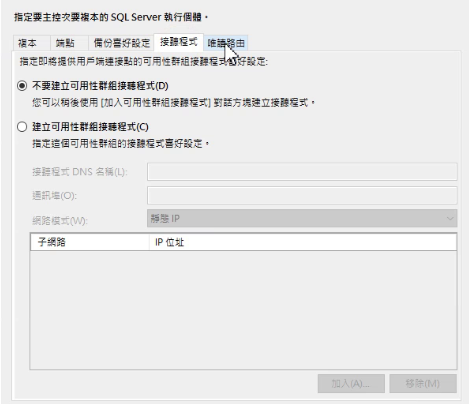 指定要主控次要複本的 SQL Server 執行個體。
複本 端點 備份喜好設定 接聽程式 唯讀路由
指定即將提供用戶端連接點的可用性群組接聽程式喜好設定:
不要建立可用性群組接聽程式(D)
您可以稍後使用 [加入可用性群組接聽程式] 對話方塊建立接聽程式。
建立可用性群組接聽程式(C)
指定這個可用性群組的接聽程式喜好設定。
接聽程式 DNS 名稱(L):
通訊埠(O):
網路模式(W): 靜態 IP
子網路 IP 位址
加入(A)... 移除(M)